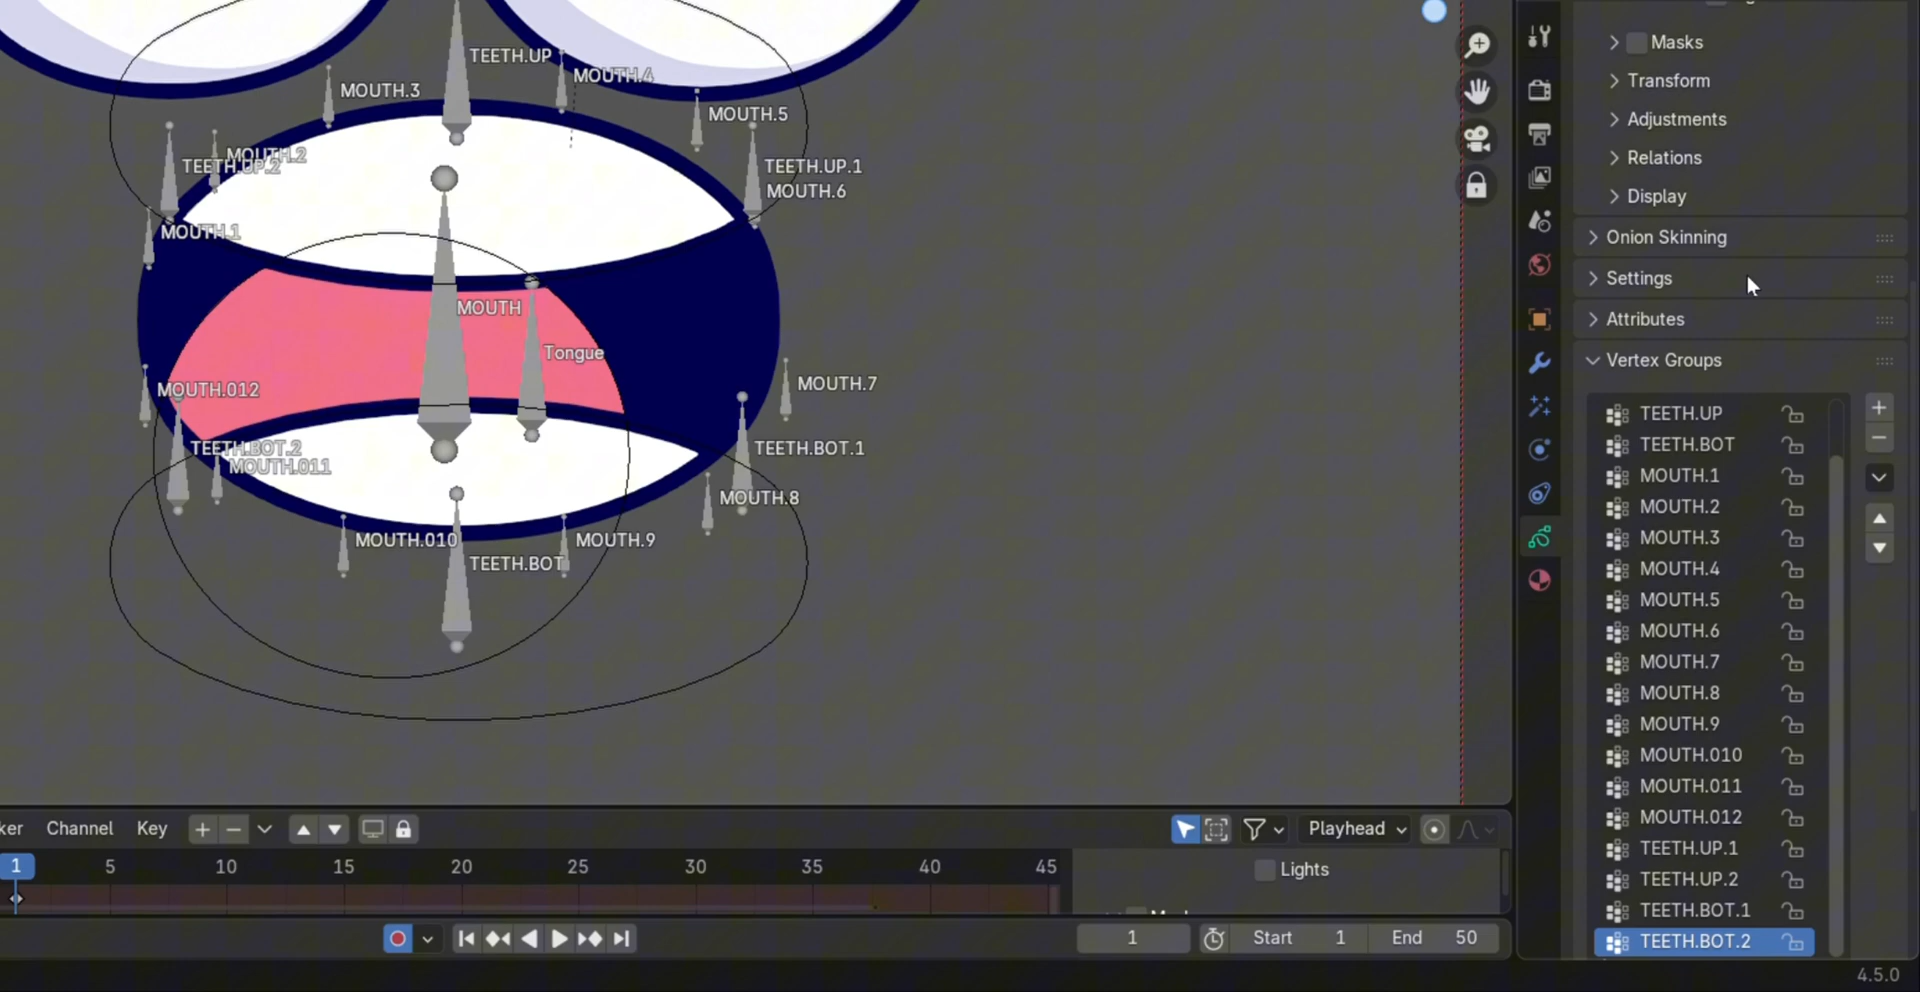 TEETH.UP
MOUTH.4
MOUTH.3
MOUTH.5
MOUTH.2
TEETH.UP.2
TEETH.UP.1
MOUTH.6
MOUTH.1
MOUTH
Tongue
MOUTH.7
MOUTH.012
TEETH.BOT.2
TEETH.BOT.1
MOUTH.011
MOUTH.8
MOUTH.010
MOUTH.9
TEETH.BOT
Masks
Transform
Adjustments
Relations
Display
Onion Skinning
Settings
Attributes
Vertex Groups
TEETH.UP
TEETH.BOT
MOUTH.1
MOUTH.2
MOUTH.3
MOUTH.4
MOUTH.5
MOUTH.6
MOUTH.7
MOUTH.8
MOUTH.9
MOUTH.010
MOUTH.011
MOUTH.012
TEETH.UP.1
TEETH.UP.2
TEETH.BOT.1
TEETH.BOT.2
ker Channel Key Playhead
1 5 10 15 20 25 30 35 40 45
Lights
1 Start 1 End 50
4.5.0